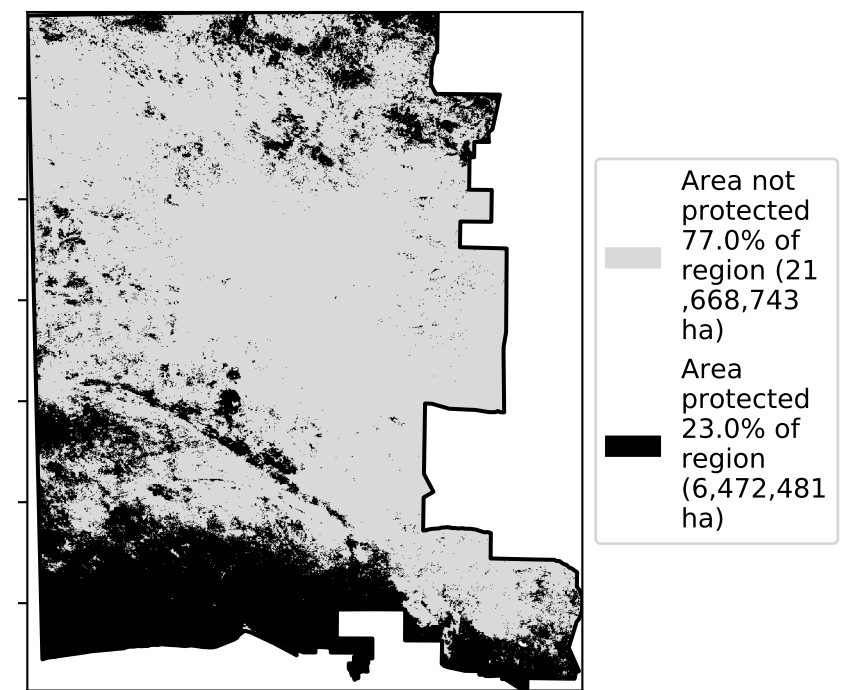 Area not
protected
77.0% of
region (21
,668,743
ha)
Area
protected
23.0% of
region
(6,472,481
ha)